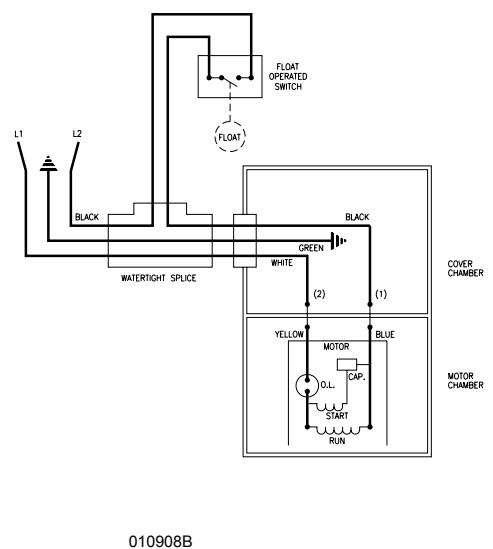 FLOAT
OPERATED
SWITCH
FLOAT
L1
L2
BLACK
BLACK
GREEN
WHITE
WATERTIGHT SPLICE
COVER
CHAMBER
(2)
(1)
YELLOW
BLUE
MOTOR
CAP.
O.L.
START
RUN
MOTOR
CHAMBER
010908B